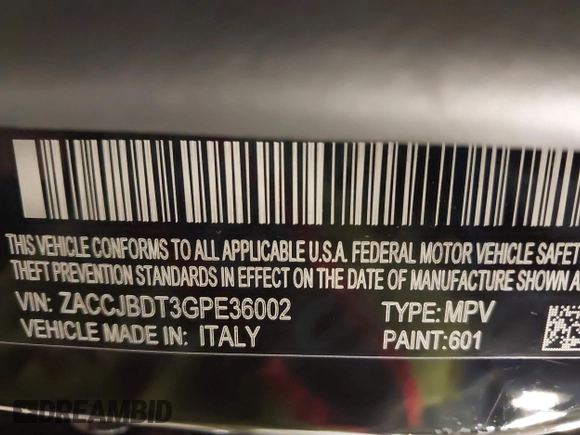 THIS VEHICLE CONFORMS TO ALL APPLICABLE U.S.A. FEDERAL MOTOR VEHICLE SAFET
THEFT PREVENTION STANDARDS IN EFFECT ON THE DATE OF MANUFACTURE SHOWN A
VIN: ZACCJBDT3GPE36002 TYPE: MPV
VEHICLE MADE IN: ITALY PAINT:601
DREAMBID